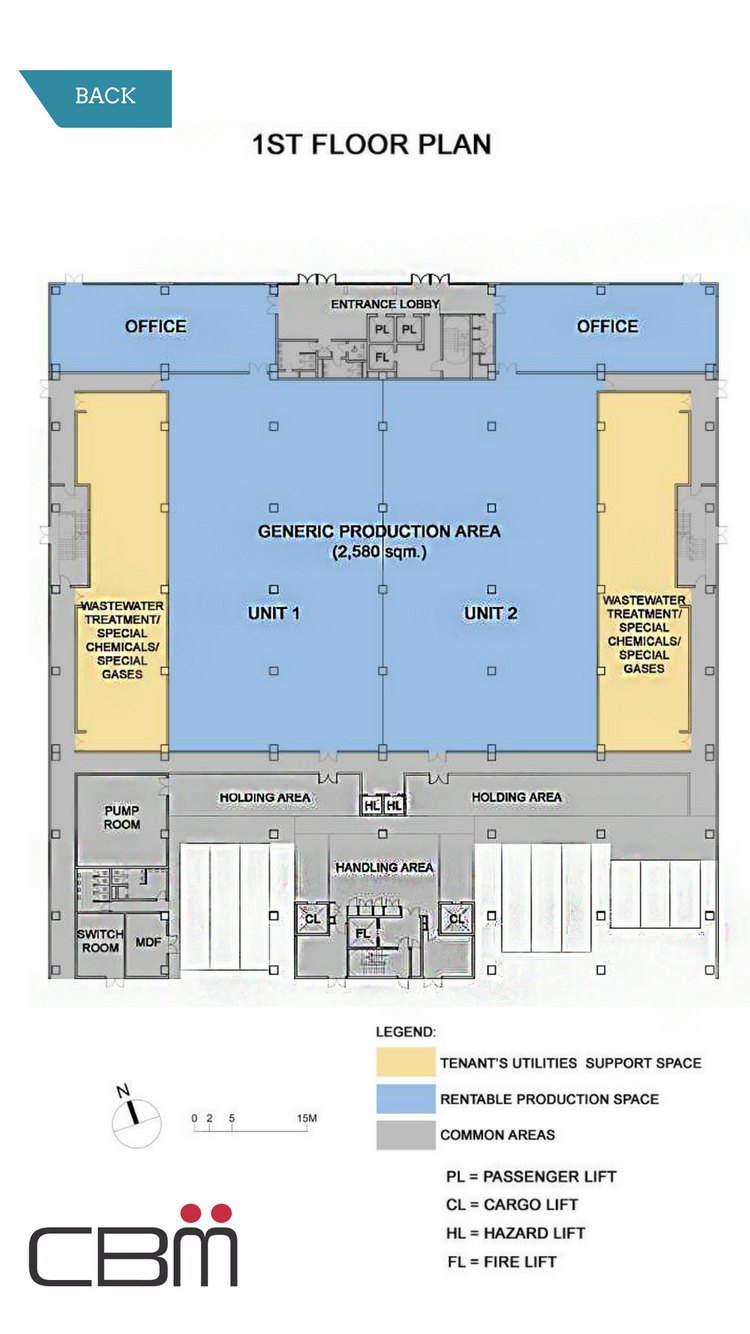 BACK
1ST FLOOR PLAN
ENTRANCE LOBBY
OFFICE
PL
PL
OFFICE
FL
GENERIC PRODUCTION AREA
(2,580 sqm.)
UNIT 1
UNIT 2
WASTEWATER
TREATMENT/
SPECIAL
CHEMICALS/
SPECIAL
GASES
WASTEWATER
TREATMENT/
SPECIAL
CHEMICALS/
SPECIAL
GASES
HOLDING AREA
HL
HL
HOLDING AREA
PUMP
ROOM
HANDLING AREA
CL
FL
CL
SWITCH
ROOM
MDF
LEGEND:
TENANT'S UTILITIES SUPPORT SPACE
RENTABLE PRODUCTION SPACE
COMMON AREAS
N
0 2 5 15M
PL = PASSENGER LIFT
CL = CARGO LIFT
HL = HAZARD LIFT
FL = FIRE LIFT
CBm